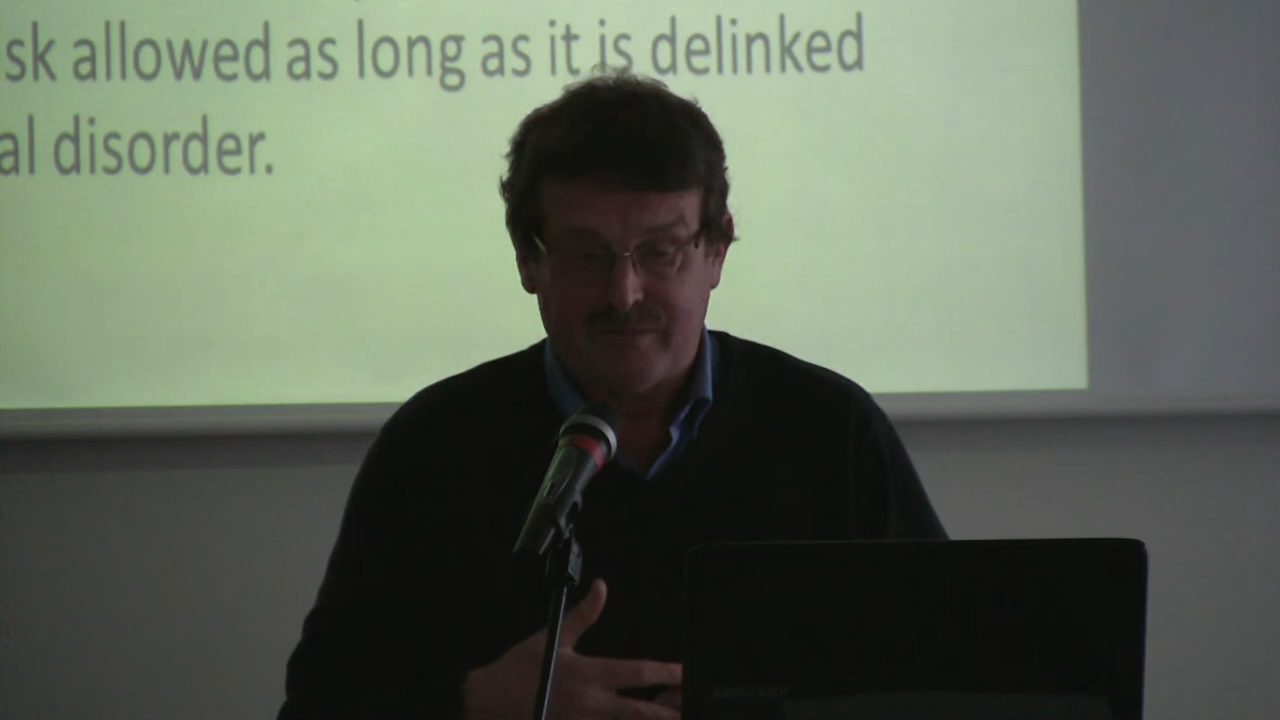 sk allowed as long as it is delinked
al disorder.